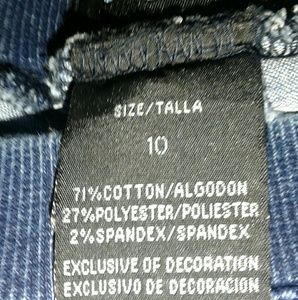 SIZE/TALLA
10
71%COTTON/ALGODON
27%POLYESTER/POLIESTER
2%SPANDEX/SPANDEX
EXCLUSIVE OF DECORATION
EXCLUSIVO DE DECORACION